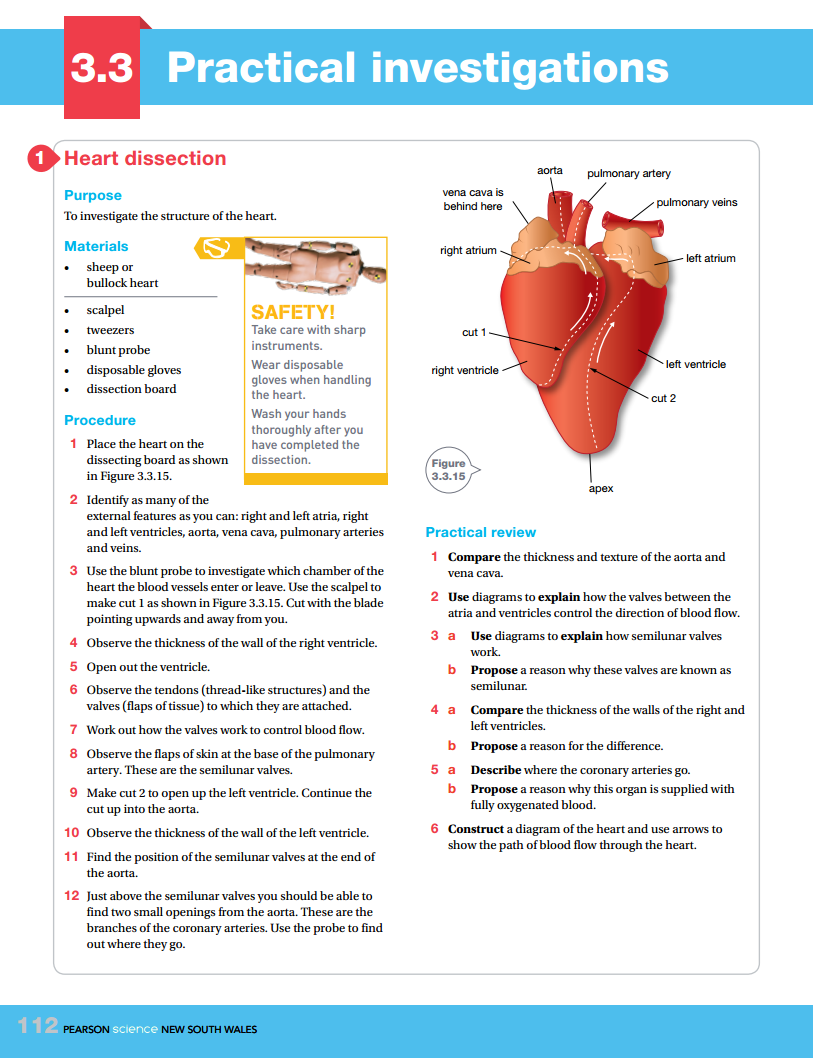 3.3 Practical investigations
1 Heart dissection
Purpose
To investigate the structure of the heart.
Materials
• sheep or
bullock heart
• scalpel
• tweezers
• blunt probe
• disposable gloves
• dissection board
SAFETY!
Take care with sharp
instruments.
Wear disposable
gloves when handling
the heart.
Wash your hands
thoroughly after you
have completed the
dissection.
Procedure
1 Place the heart on the
dissecting board as shown
in Figure 3.3.15.
2 Identify as many of the
external features as you can: right and left atria, right
and left ventricles, aorta, vena cava, pulmonary arteries
and veins.
3 Use the blunt probe to investigate which chamber of the
heart the blood vessels enter or leave. Use the scalpel to
make cut 1 as shown in Figure 3.3.15. Cut with the blade
pointing upwards and away from you.
4 Observe the thickness of the wall of the right ventricle.
5 Open out the ventricle.
6 Observe the tendons (thread-like structures) and the
valves (flaps of tissue) to which they are attached.
7 Work out how the valves work to control blood flow.
8 Observe the flaps of skin at the base of the pulmonary
artery. These are the semilunar valves.
9 Make cut 2 to open up the left ventricle. Continue the
cut up into the aorta.
10 Observe the thickness of the wall of the left ventricle.
11 Find the position of the semilunar valves at the end of
the aorta.
12 Just above the semilunar valves you should be able to
find two small openings from the aorta. These are the
branches of the coronary arteries. Use the probe to find
out where they go.
aorta
pulmonary artery
vena cava is
behind here
pulmonary veins
right atrium
left atrium
cut 1
right ventricle
left ventricle
cut 2
apex
Figure
3.3.15
Practical review
1 Compare the thickness and texture of the aorta and
vena cava.
2 Use diagrams to explain how the valves between the
atria and ventricles control the direction of blood flow.
3 a Use diagrams to explain how semilunar valves
work.
b Propose a reason why these valves are known as
semilunar.
4 a Compare the thickness of the walls of the right and
left ventricles.
b Propose a reason for the difference.
5 a Describe where the coronary arteries go.
b Propose a reason why this organ is supplied with
fully oxygenated blood.
6 Construct a diagram of the heart and use arrows to
show the path of blood flow through the heart.
112 PEARSON science NEW SOUTH WALES